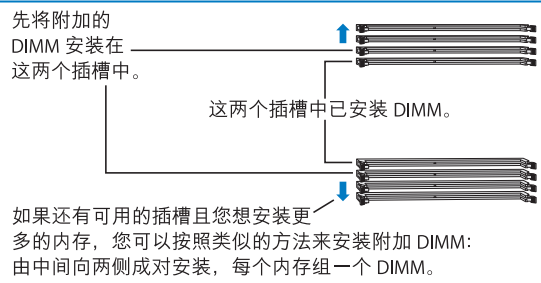 先将附加的
DIMM 安装在
这两个插槽中。
这两个插槽中已安装 DIMM。
如果还有可用的插槽且您想安装更
多的内存，您可以按照类似的方法来安装附加 DIMM：
由中间向两侧成对安装，每个内存组一个 DIMM。